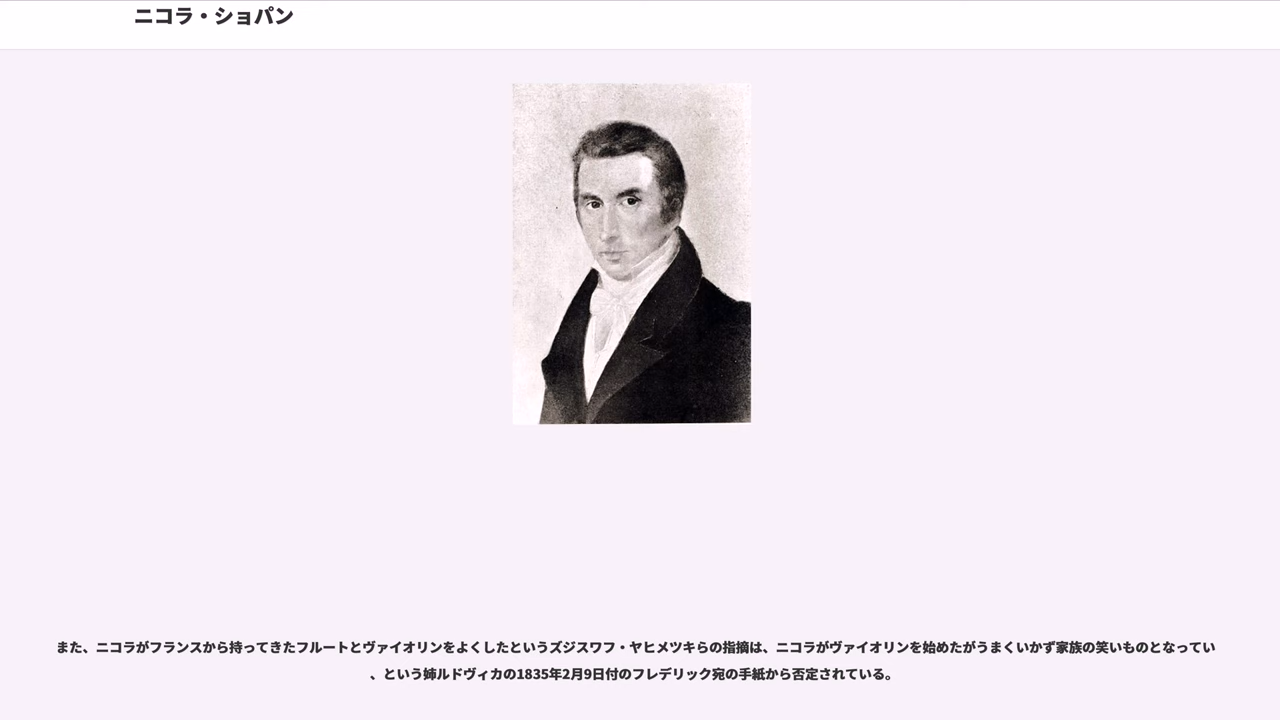 ニコラ・ショパン
また、ニコラがフランスから持ってきたフルートとヴァイオリンをよくしたというズジスワフ・ヤヒメツキらの指摘は、ニコラがヴァイオリンを始めたがうまくいかず家族の笑いものとなってい
、という姉ルドヴィカの1835年2月9日付のフレデリック宛の手紙から否定されている。